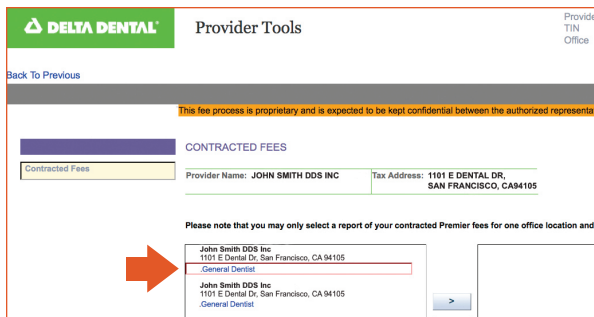 DELTA DENTAL
Provider Tools
TIN
Office
Back To Previous
This fee process is proprietary and is expected to be kept confidential between the authorized
CONTRACTED FEES
Contracted Fees
Provider Name: JOHN SMITH DDS INC
Tax Address: 1101 E DENTAL DR,
SAN FRANCISCO, CA94105
Please note that you may only select a report of your contracted Premier fees for one office location and
John Smith DDS Inc
1101 E Dental Dr, San Francisco, CA 94105
.General Dentist
John Smith DDS Inc
1101 E Dental Dr, San Francisco, CA 94105
.General Dentist
>